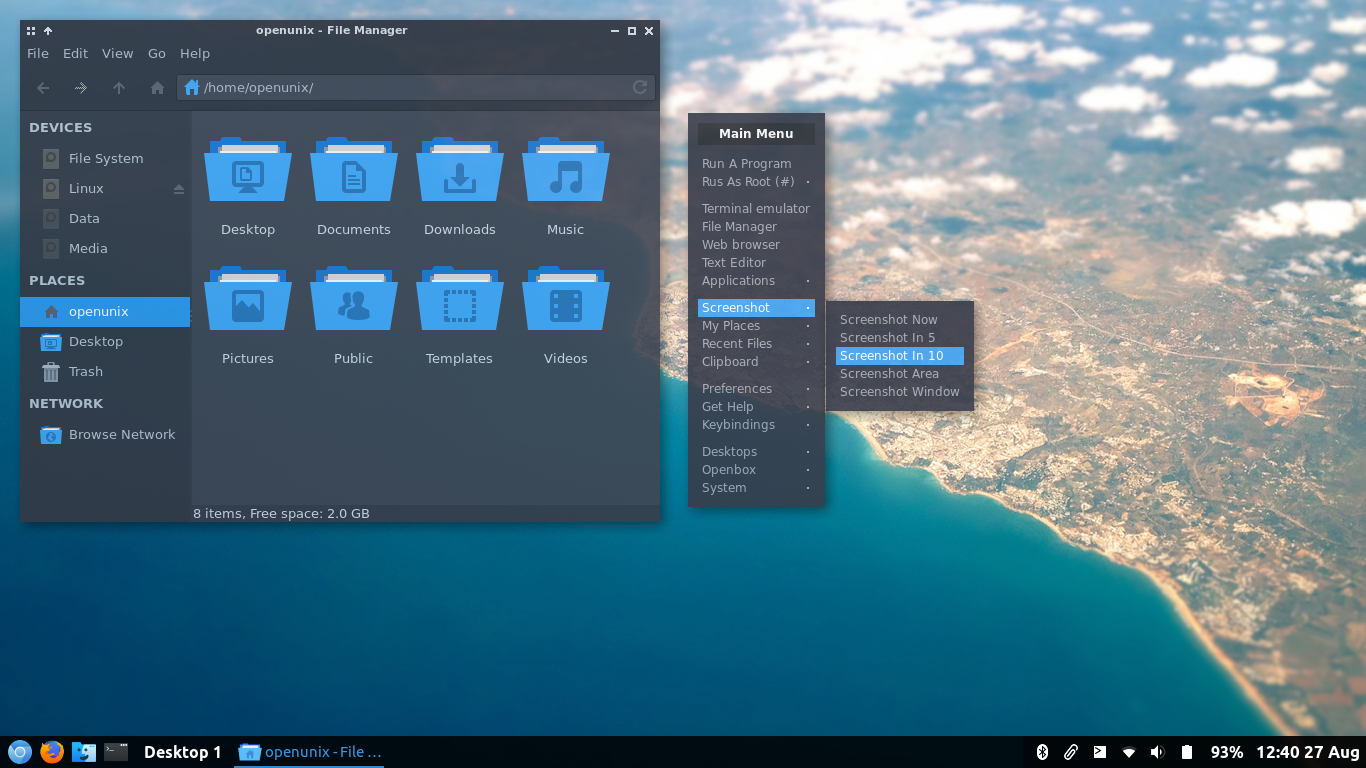 openunix - File Manager
File Edit View Go Help
/home/openunix/
DEVICES
File System
Linux
Data
Media
PLACES
openunix
Desktop
Trash
NETWORK
Browse Network
Desktop Documents Downloads Music
Pictures Public Templates Videos
8 items, Free space: 2.0 GB
Main Menu
Run A Program
Rus As Root (#)
Terminal emulator
File Manager
Web browser
Text Editor
Applications
Screenshot
My Places
Recent Files
Clipboard
Preferences
Get Help
Keybindings
Desktops
Openbox
System
Screenshot Now
Screenshot In 5
Screenshot In 10
Screenshot Area
Screenshot Window
Desktop 1 openunix - File ... 93% 12:40 27 Aug